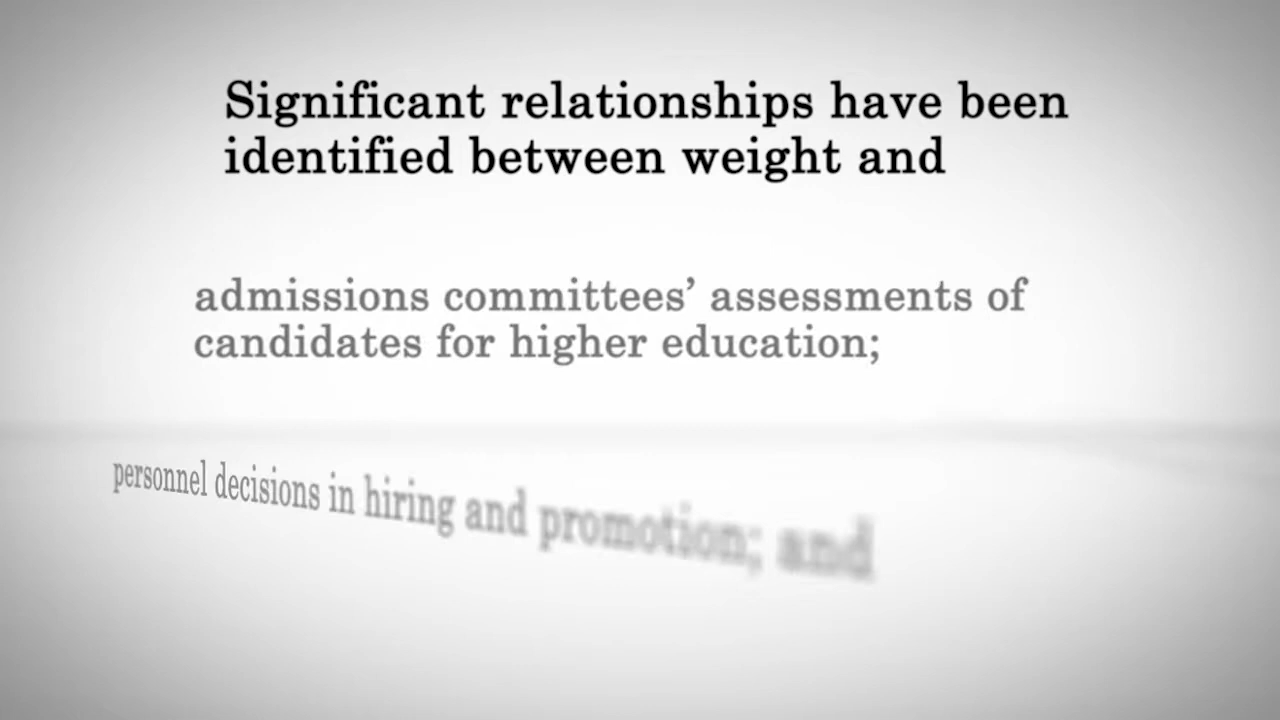 Significant relationships have been
identified between weight and
admissions committees’ assessments of
candidates for higher education;
personnel decisions in hiring and promotion; and